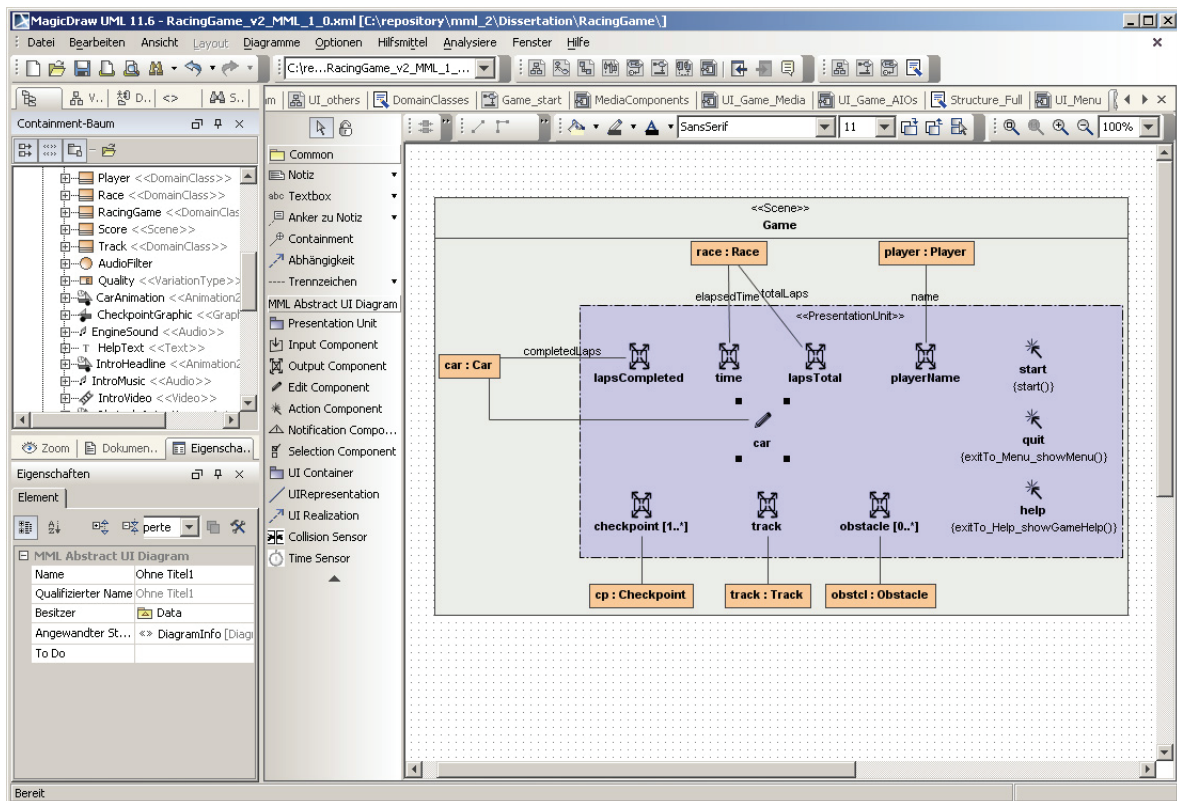 MagicDraw UML 11.6 - RacingGame_v2_MML_1_0.xml [C:\repository\mml_2\Dissertation\RacingGame\]
Datei Bearbeiten Ansicht Layout Diagramme Optionen Hilfsmittel Analysiere Fenster Hilfe
C:\re...RacingGame_v2_MML_1_...
V.. D.. <> S..
m UI_others DomainClasses Game_start MediaComponents UI_Game_Media UI_Game_AIOs Structure_Full UI_Menu
Containment-Baum
SansSerif 11 100%
Player <<DomainClass>>
Race <<DomainClass>>
RacingGame <<DomainClas
Score <<Scene>>
Track <<DomainClass>>
AudioFilter
Quality <<VariationType>>
CarAnimation <<Animation2
CheckpointGraphic <<Grap
EngineSound <<Audio>>
HelpText <<Text>>
IntroHeadline <<Animation2
IntroMusic <<Audio>>
IntroVideo <<Video>>
Zoom Dokumen.. Eigenscha..
Eigenschaften
Element
perte
MML Abstract UI Diagram
Name Ohne Titel1
Qualifizierter Name Ohne Titel1
Besitzer Data
Angewandter St... <> DiagramInfo [Diag
To Do
Common
Notiz
abc Textbox
Anker zu Notiz
Containment
Abhängigkeit
Trennzeichen
MML Abstract UI Diagram
Presentation Unit
Input Component
Output Component
Edit Component
Action Component
Notification Compo...
Selection Component
UI Container
UIRepresentation
UI Realization
Collision Sensor
Time Sensor
<<Scene>>
Game
race : Race player : Player
elapsedTime totalLaps name
<<PresentationUnit>>
completedLaps
car : Car
lapsCompleted time lapsTotal playerName
start
{start()}
car
quit
{exitTo_Menu_showMenu()}
help
{exitTo_Help_showGameHelp()}
checkpoint [1..*] track obstacle [0..*]
cp : Checkpoint track : Track obstcl : Obstacle
Bereit